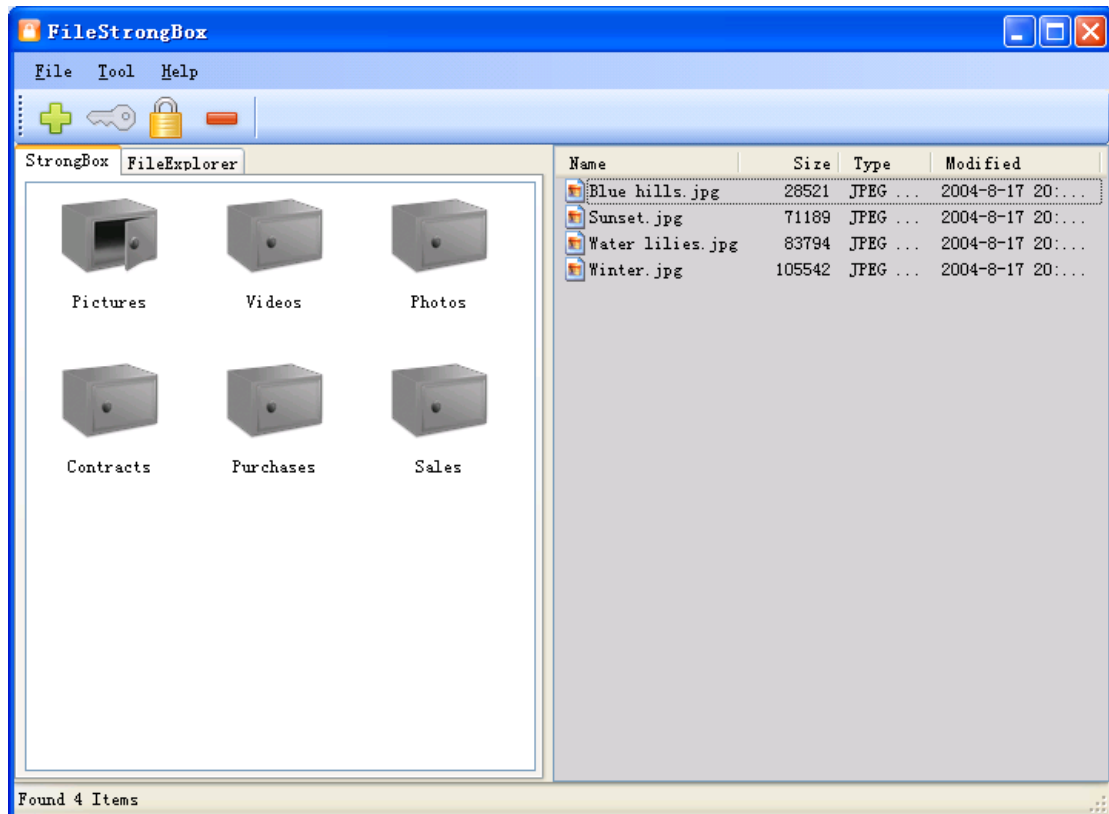 FileStrongBox
File Tool Help
StrongBox FileExplorer
Name Size Type Modified
Blue hills.jpg 28521 JPEG ... 2004-8-17 20:...
Sunset.jpg 71189 JPEG ... 2004-8-17 20:...
Water lilies.jpg 83794 JPEG ... 2004-8-17 20:...
Winter.jpg 105542 JPEG ... 2004-8-17 20:...
Pictures Videos Photos
Contracts Purchases Sales
Found 4 Items